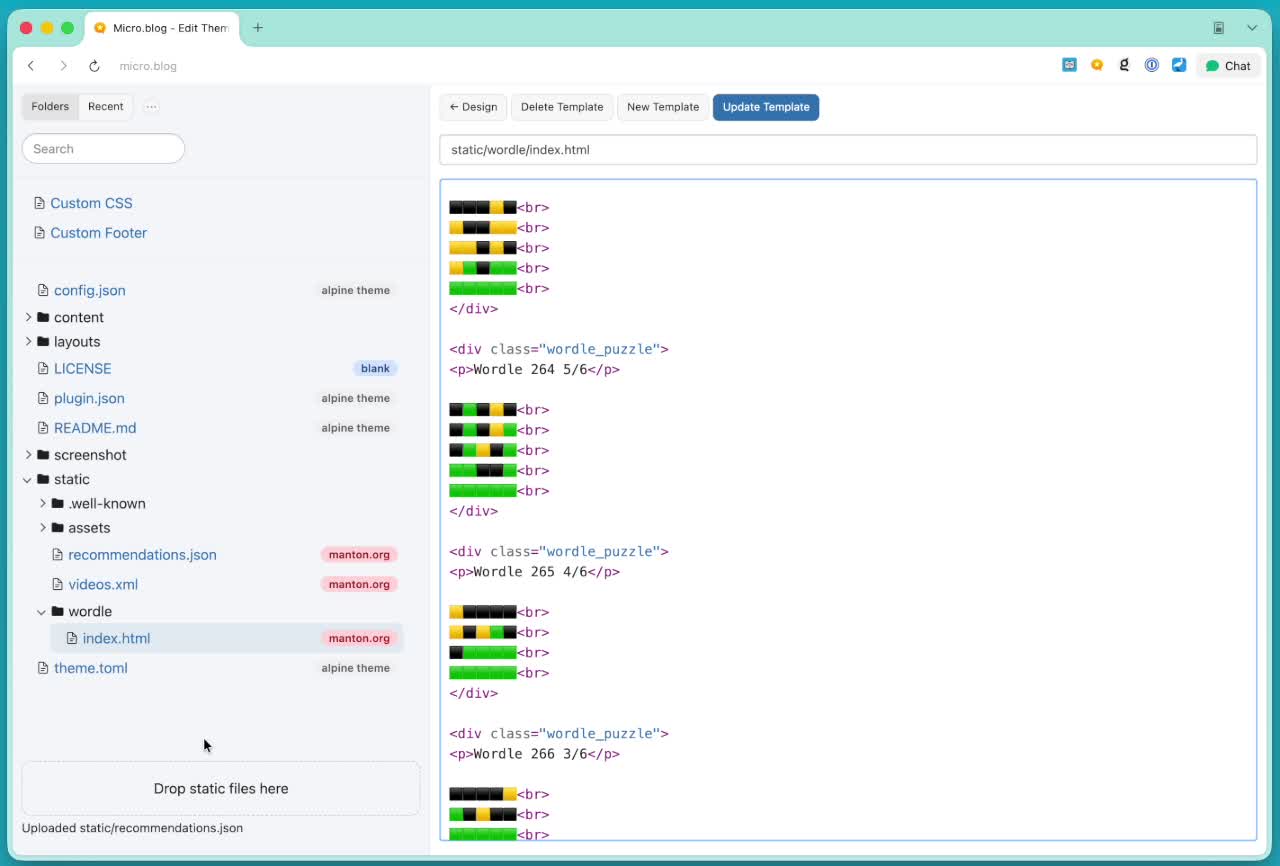 Micro.blog - Edit Them
micro.blog
Chat
Folders
Recent
Search
Custom CSS
Custom Footer
config.json
alpine theme
content
layouts
LICENSE
blank
plugin.json
alpine theme
README.md
alpine theme
screenshot
static
.well-known
assets
recommendations.json
manton.org
videos.xml
manton.org
wordle
index.html
manton.org
theme.toml
alpine theme
Drop static files here
Uploaded static/recommendations.json
← Design
Delete Template
New Template
Update Template
static/wordle/index.html
⬛⬛⬛🟨⬛<br>
🟨⬛⬛🟨🟨<br>
🟨🟨⬛🟨⬛<br>
🟨🟩⬛🟩🟩<br>
🟩🟩🟩🟩🟩<br>
</div>
<div class="wordle_puzzle">
<p>Wordle 264 5/6</p>
⬛🟩⬛🟨⬛<br>
⬛🟩⬛🟨🟩<br>
⬛🟩🟨⬛🟩<br>
🟩🟩⬛⬛🟩<br>
🟩🟩🟩🟩🟩<br>
</div>
<div class="wordle_puzzle">
<p>Wordle 265 4/6</p>
🟨⬛⬛⬛⬛<br>
🟨⬛🟨🟩⬛<br>
⬛🟩🟩🟩🟩<br>
🟩🟩🟩🟩🟩<br>
</div>
<div class="wordle_puzzle">
<p>Wordle 266 3/6</p>
⬛⬛⬛⬛🟨<br>
🟩⬛🟨⬛⬛<br>
🟩🟩🟩🟩🟩<br>